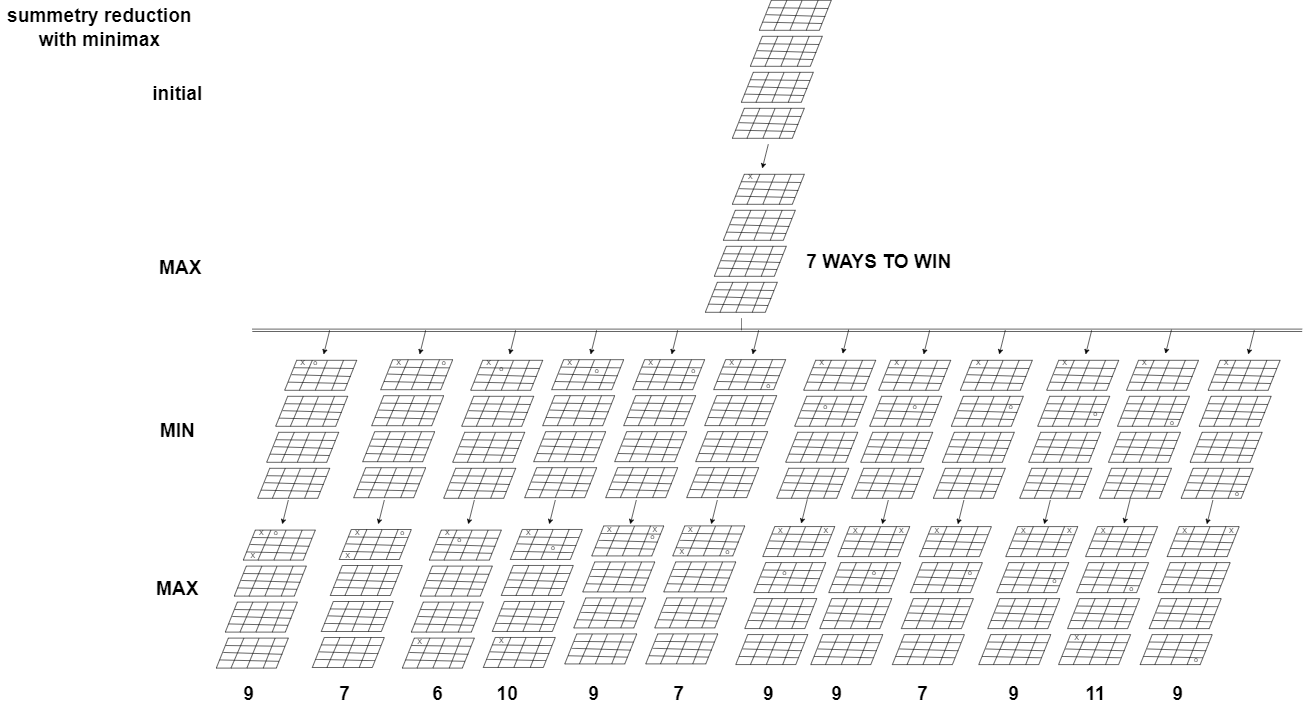 summetry reduction
with minimax
initial
X
MAX
7 WAYS TO WIN
X o X o X o X o X o X o X o X o X o X o X o X o
MIN
X o X X o X X o X X o X X X o X X o X X o X X o X o X X o X o X X X o
MAX
9 7 6 10 9 7 9 9 7 9 11 9